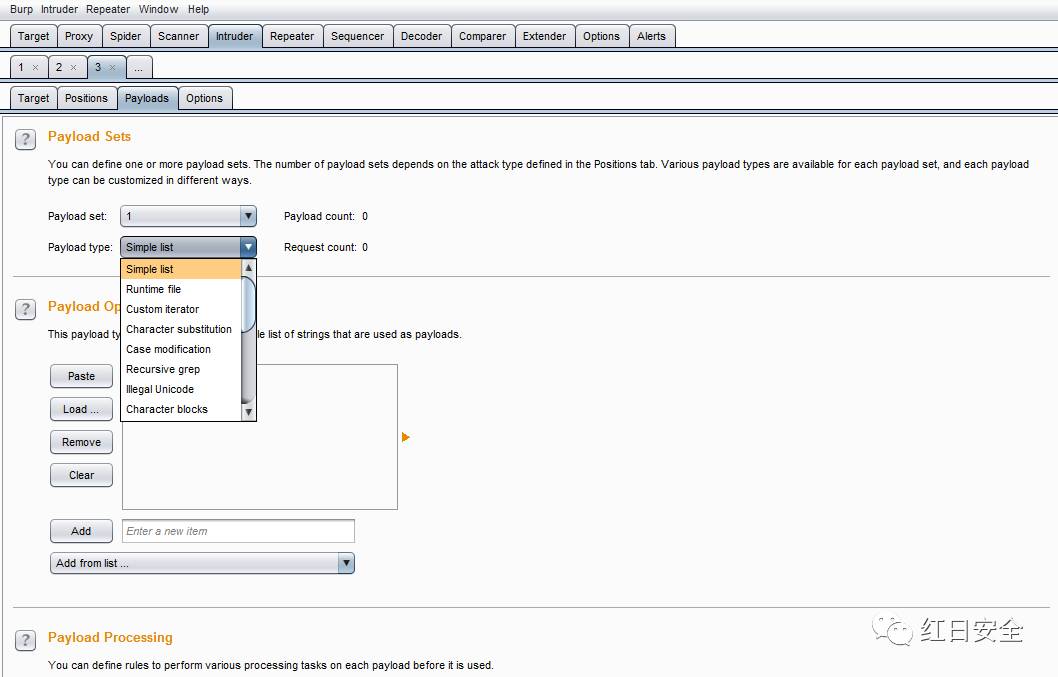 Burp Intruder Repeater Window Help
Target Proxy Spider Scanner Intruder Repeater Sequencer Decoder Comparer Extender Options Alerts
1 × 2 × 3 × ...
Target Positions Payloads Options
? Payload Sets
You can define one or more payload sets. The number of payload sets depends on the attack type defined in the Positions tab. Various payload types are available for each payload set, and each payload
type can be customized in different ways.
Payload set: 1 Payload count: 0
Payload type: Simple list Request count: 0
Simple list
Runtime file
Custom iterator
Character substitution
Case modification
Recursive grep
Illegal Unicode
Character blocks
? Payload Op
This payload ty le list of strings that are used as payloads.
Paste
Load ...
Remove
Clear
Add Enter a new item
Add from list ...
? Payload Processing
You can define rules to perform various processing tasks on each payload before it is used.
红日安全